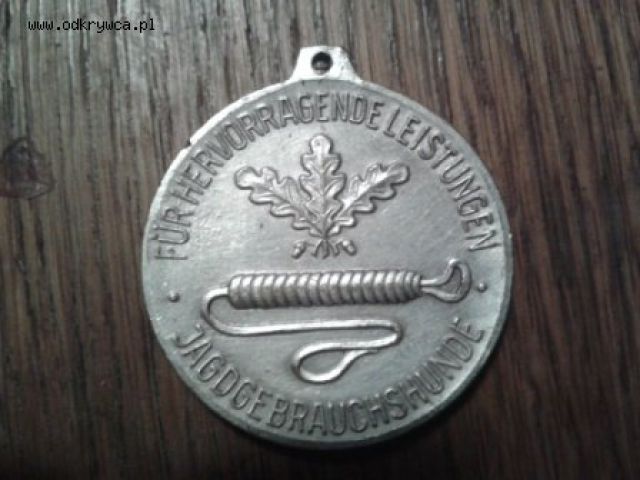 www.odkrywca.pl
FÜR HERVORRAGENDE LEISTUNGEN
JAGDGEBRAUCHSHUNDE